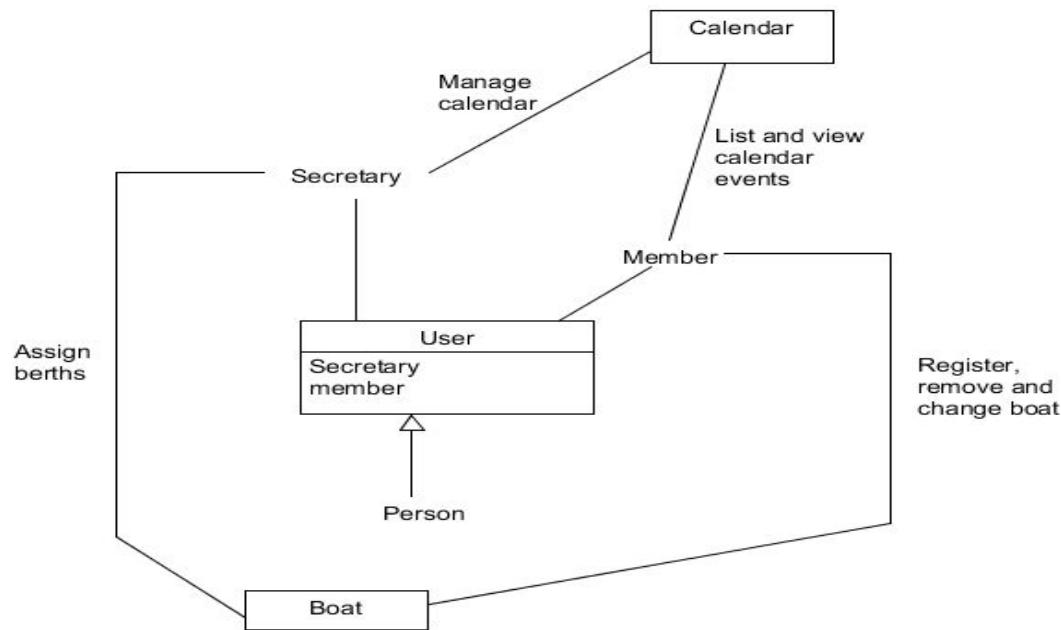 Calendar
Manage
calendar
List and view
calendar
events
Secretary
Member
User
Secretary
member
Assign
berths
Register,
remove and
change boat
Person
Boat